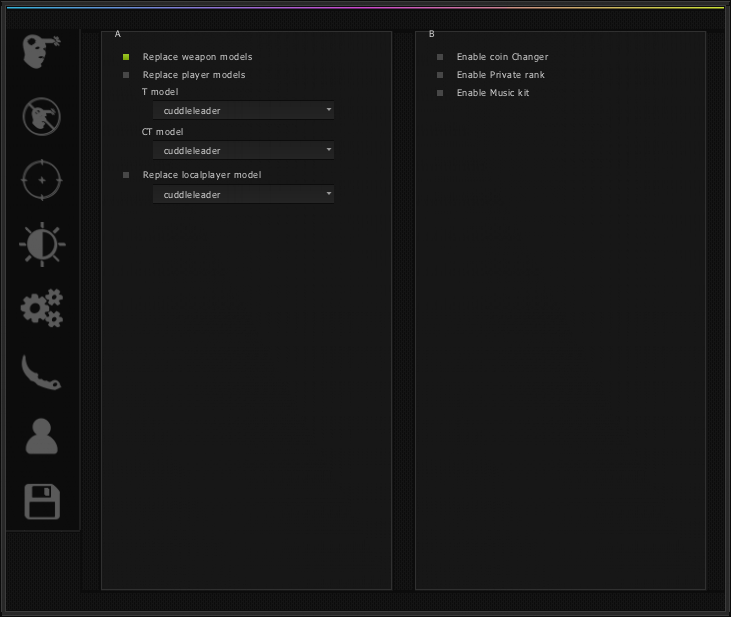 A
Replace weapon models
Replace player models
T model
cuddleleader
CT model
cuddleleader
Replace localplayer model
cuddleleader
B
Enable coin Changer
Enable Private rank
Enable Music kit